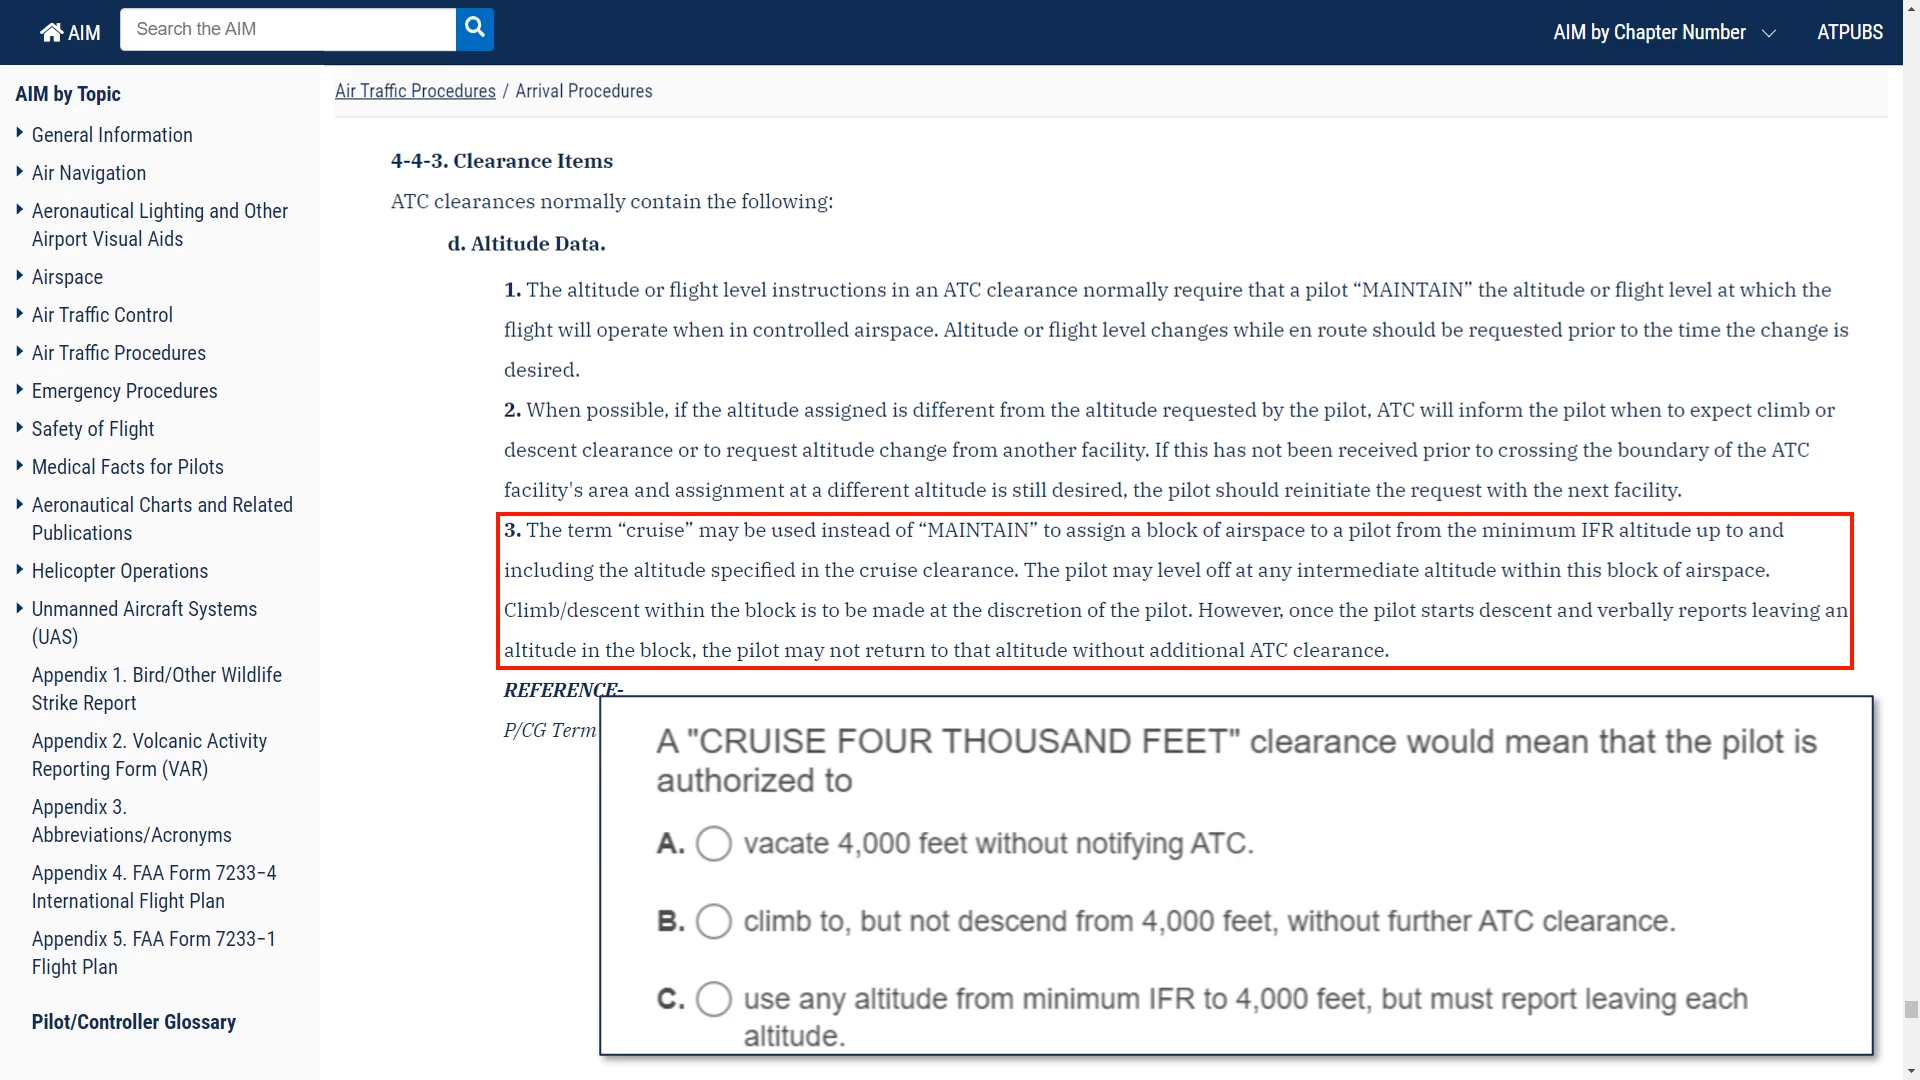 AIM
Search the AIM
AIM by Chapter Number
ATPUBS
AIM by Topic
General Information
Air Navigation
Aeronautical Lighting and Other
Airport Visual Aids
Airspace
Air Traffic Control
Air Traffic Procedures
Emergency Procedures
Safety of Flight
Medical Facts for Pilots
Aeronautical Charts and Related
Publications
Helicopter Operations
Unmanned Aircraft Systems
(UAS)
Appendix 1. Bird/Other Wildlife
Strike Report
Appendix 2. Volcanic Activity
Reporting Form (VAR)
Appendix 3.
Abbreviations/Acronyms
Appendix 4. FAA Form 7233-4
International Flight Plan
Appendix 5. FAA Form 7233-1
Flight Plan
Pilot/Controller Glossary
Air Traffic Procedures / Arrival Procedures
4-4-3. Clearance Items
ATC clearances normally contain the following:
d. Altitude Data.
1. The altitude or flight level instructions in an ATC clearance normally require that a pilot “MAINTAIN” the altitude or flight level at which the
flight will operate when in controlled airspace. Altitude or flight level changes while en route should be requested prior to the time the change is
desired.
2. When possible, if the altitude assigned is different from the altitude requested by the pilot, ATC will inform the pilot when to expect climb or
descent clearance or to request altitude change from another facility. If this has not been received prior to crossing the boundary of the ATC
facility's area and assignment at a different altitude is still desired, the pilot should reinitiate the request with the next facility.
3. The term “cruise” may be used instead of “MAINTAIN” to assign a block of airspace to a pilot from the minimum IFR altitude up to and
including the altitude specified in the cruise clearance. The pilot may level off at any intermediate altitude within this block of airspace.
Climb/descent within the block is to be made at the discretion of the pilot. However, once the pilot starts descent and verbally reports leaving an
altitude in the block, the pilot may not return to that altitude without additional ATC clearance.
REFERENCE-
P/CG Term
A "CRUISE FOUR THOUSAND FEET" clearance would mean that the pilot is
authorized to
A. vacate 4,000 feet without notifying ATC.
B. climb to, but not descend from 4,000 feet, without further ATC clearance.
C. use any altitude from minimum IFR to 4,000 feet, but must report leaving each
altitude.